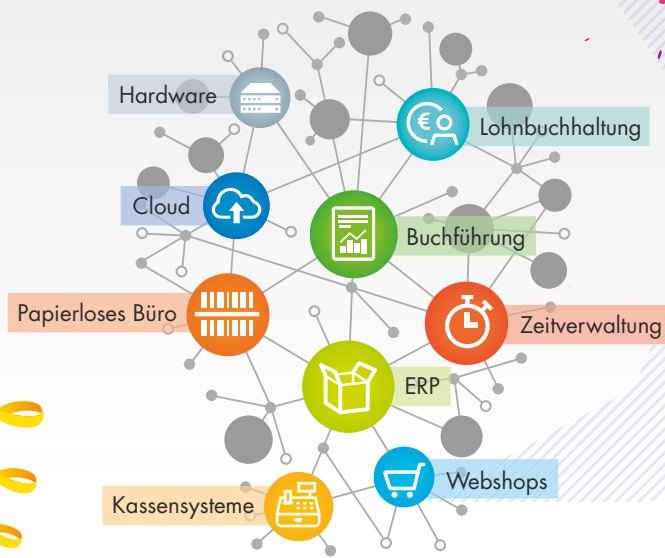 Hardware
Lohnbuchhaltung
Cloud
Buchführung
Papierloses Büro
Zeitverwaltung
ERP
Webshops
Kassensysteme